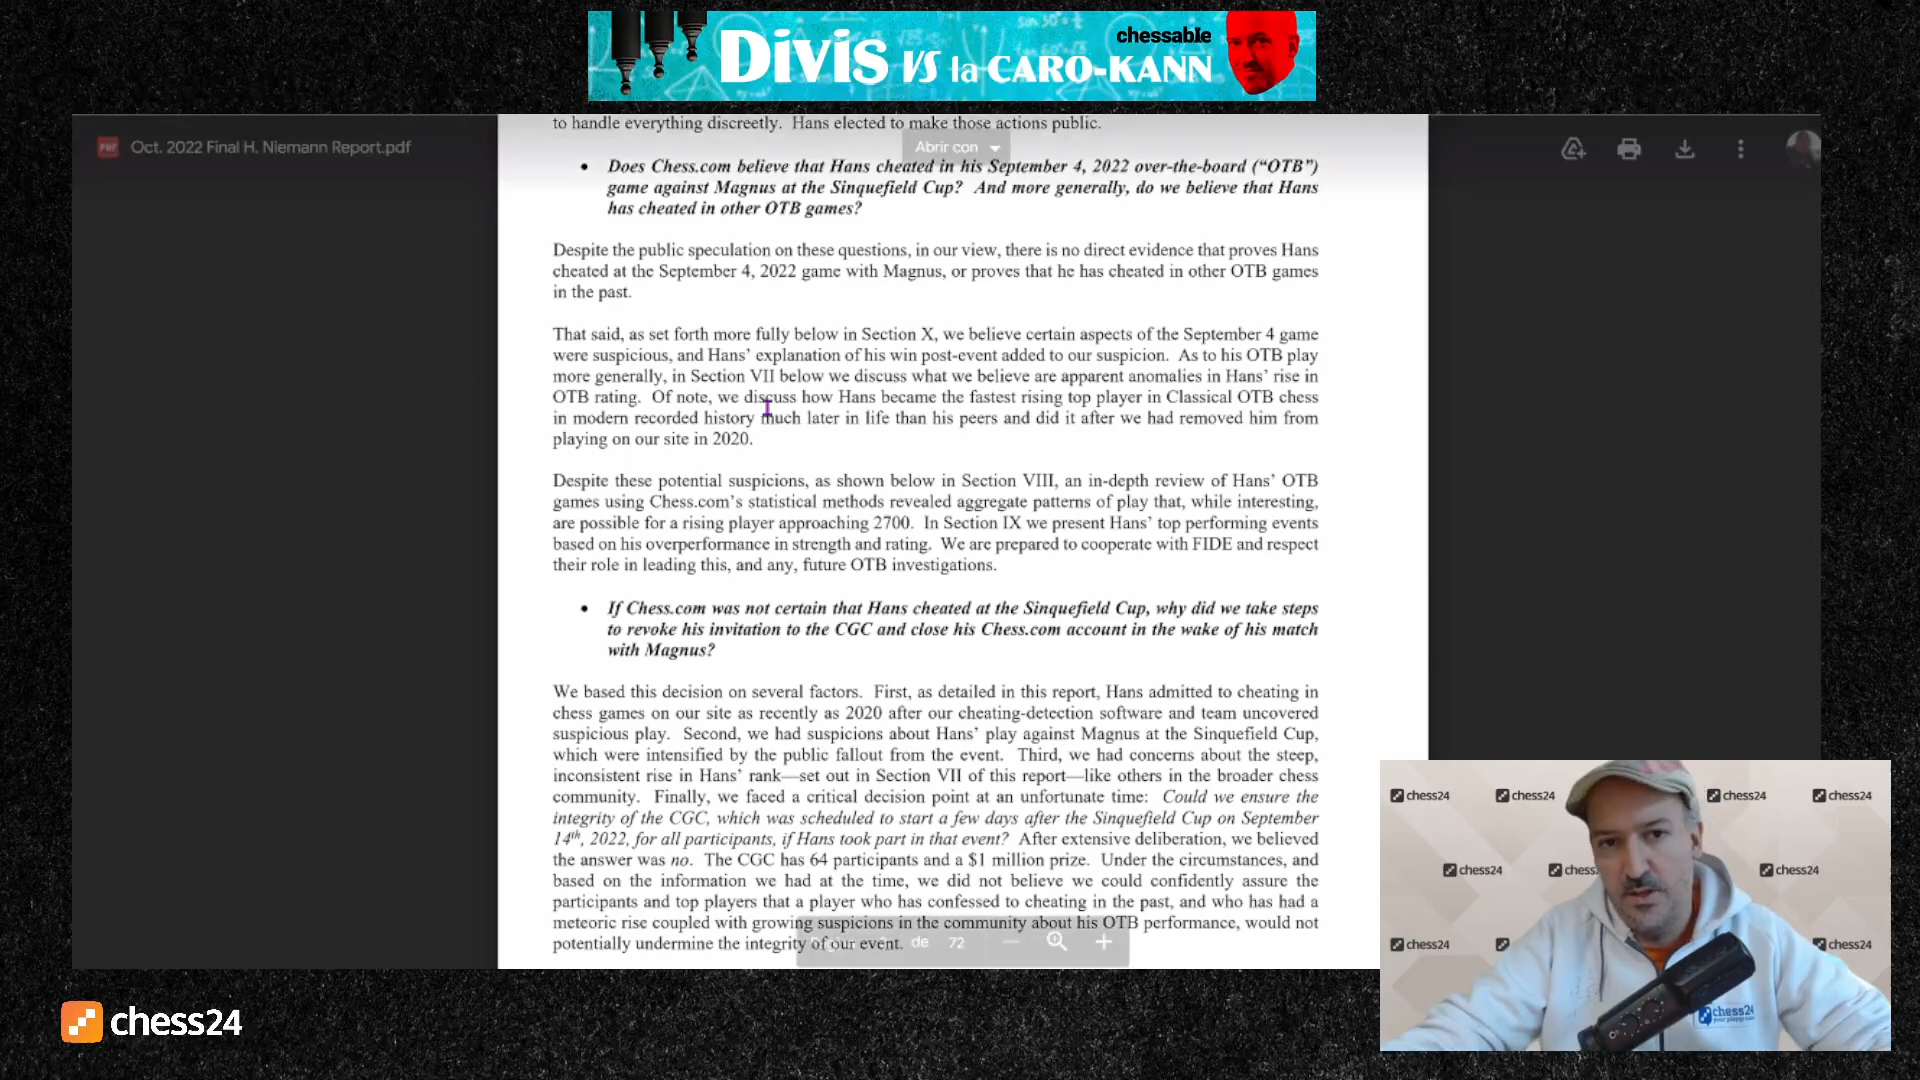 Divis vs la CARO-KANN
chessable
Oct. 2022 Final H. Niemann Report.pdf
Abrir con
to handle everything discreetly. Hans elected to make those actions public.
• Does Chess.com believe that Hans cheated in his September 4, 2022 over-the-board (“OTB”)
game against Magnus at the Sinquefield Cup? And more generally, do we believe that Hans
has cheated in other OTB games?
Despite the public speculation on these questions, in our view, there is no direct evidence that proves Hans
cheated at the September 4, 2022 game with Magnus, or proves that he has cheated in other OTB games
in the past.
That said, as set forth more fully below in Section X, we believe certain aspects of the September 4 game
were suspicious, and Hans’ explanation of his win post-event added to our suspicion. As to his OTB play
more generally, in Section VII below we discuss what we believe are apparent anomalies in Hans’ rise in
OTB rating. Of note, we discuss how Hans became the fastest rising top player in Classical OTB chess
in modern recorded history much later in life than his peers and did it after we had removed him from
playing on our site in 2020.
Despite these potential suspicions, as shown below in Section VIII, an in-depth review of Hans’ OTB
games using Chess.com’s statistical methods revealed aggregate patterns of play that, while interesting,
are possible for a rising player approaching 2700. In Section IX we present Hans’ top performing events
based on his overperformance in strength and rating. We are prepared to cooperate with FIDE and respect
their role in leading this, and any, future OTB investigations.
• If Chess.com was not certain that Hans cheated at the Sinquefield Cup, why did we take steps
to revoke his invitation to the CGC and close his Chess.com account in the wake of his match
with Magnus?
We based this decision on several factors. First, as detailed in this report, Hans admitted to cheating in
chess games on our site as recently as 2020 after our cheating-detection software and team uncovered
suspicious play. Second, we had suspicions about Hans’ play against Magnus at the Sinquefield Cup,
which were intensified by the public fallout from the event. Third, we had concerns about the steep,
inconsistent rise in Hans’ rank—set out in Section VII of this report—like others in the broader chess
community. Finally, we faced a critical decision point at an unfortunate time: Could we ensure the
integrity of the CGC, which was scheduled to start a few days after the Sinquefield Cup on September
14th, 2022, for all participants, if Hans took part in that event? After extensive deliberation, we believed
the answer was no. The CGC has 64 participants and a $1 million prize. Under the circumstances, and
based on the information we had at the time, we did not believe we could confidently assure the
participants and top players that a player who has confessed to cheating in the past, and who has had a
meteoric rise coupled with growing suspicions in the community about his OTB performance, would not
potentially undermine the integrity of our event.
de 72
chess24
chess24 chess24 chess24 chess24
chess24 chess chess24
chess24 chess24
chess24